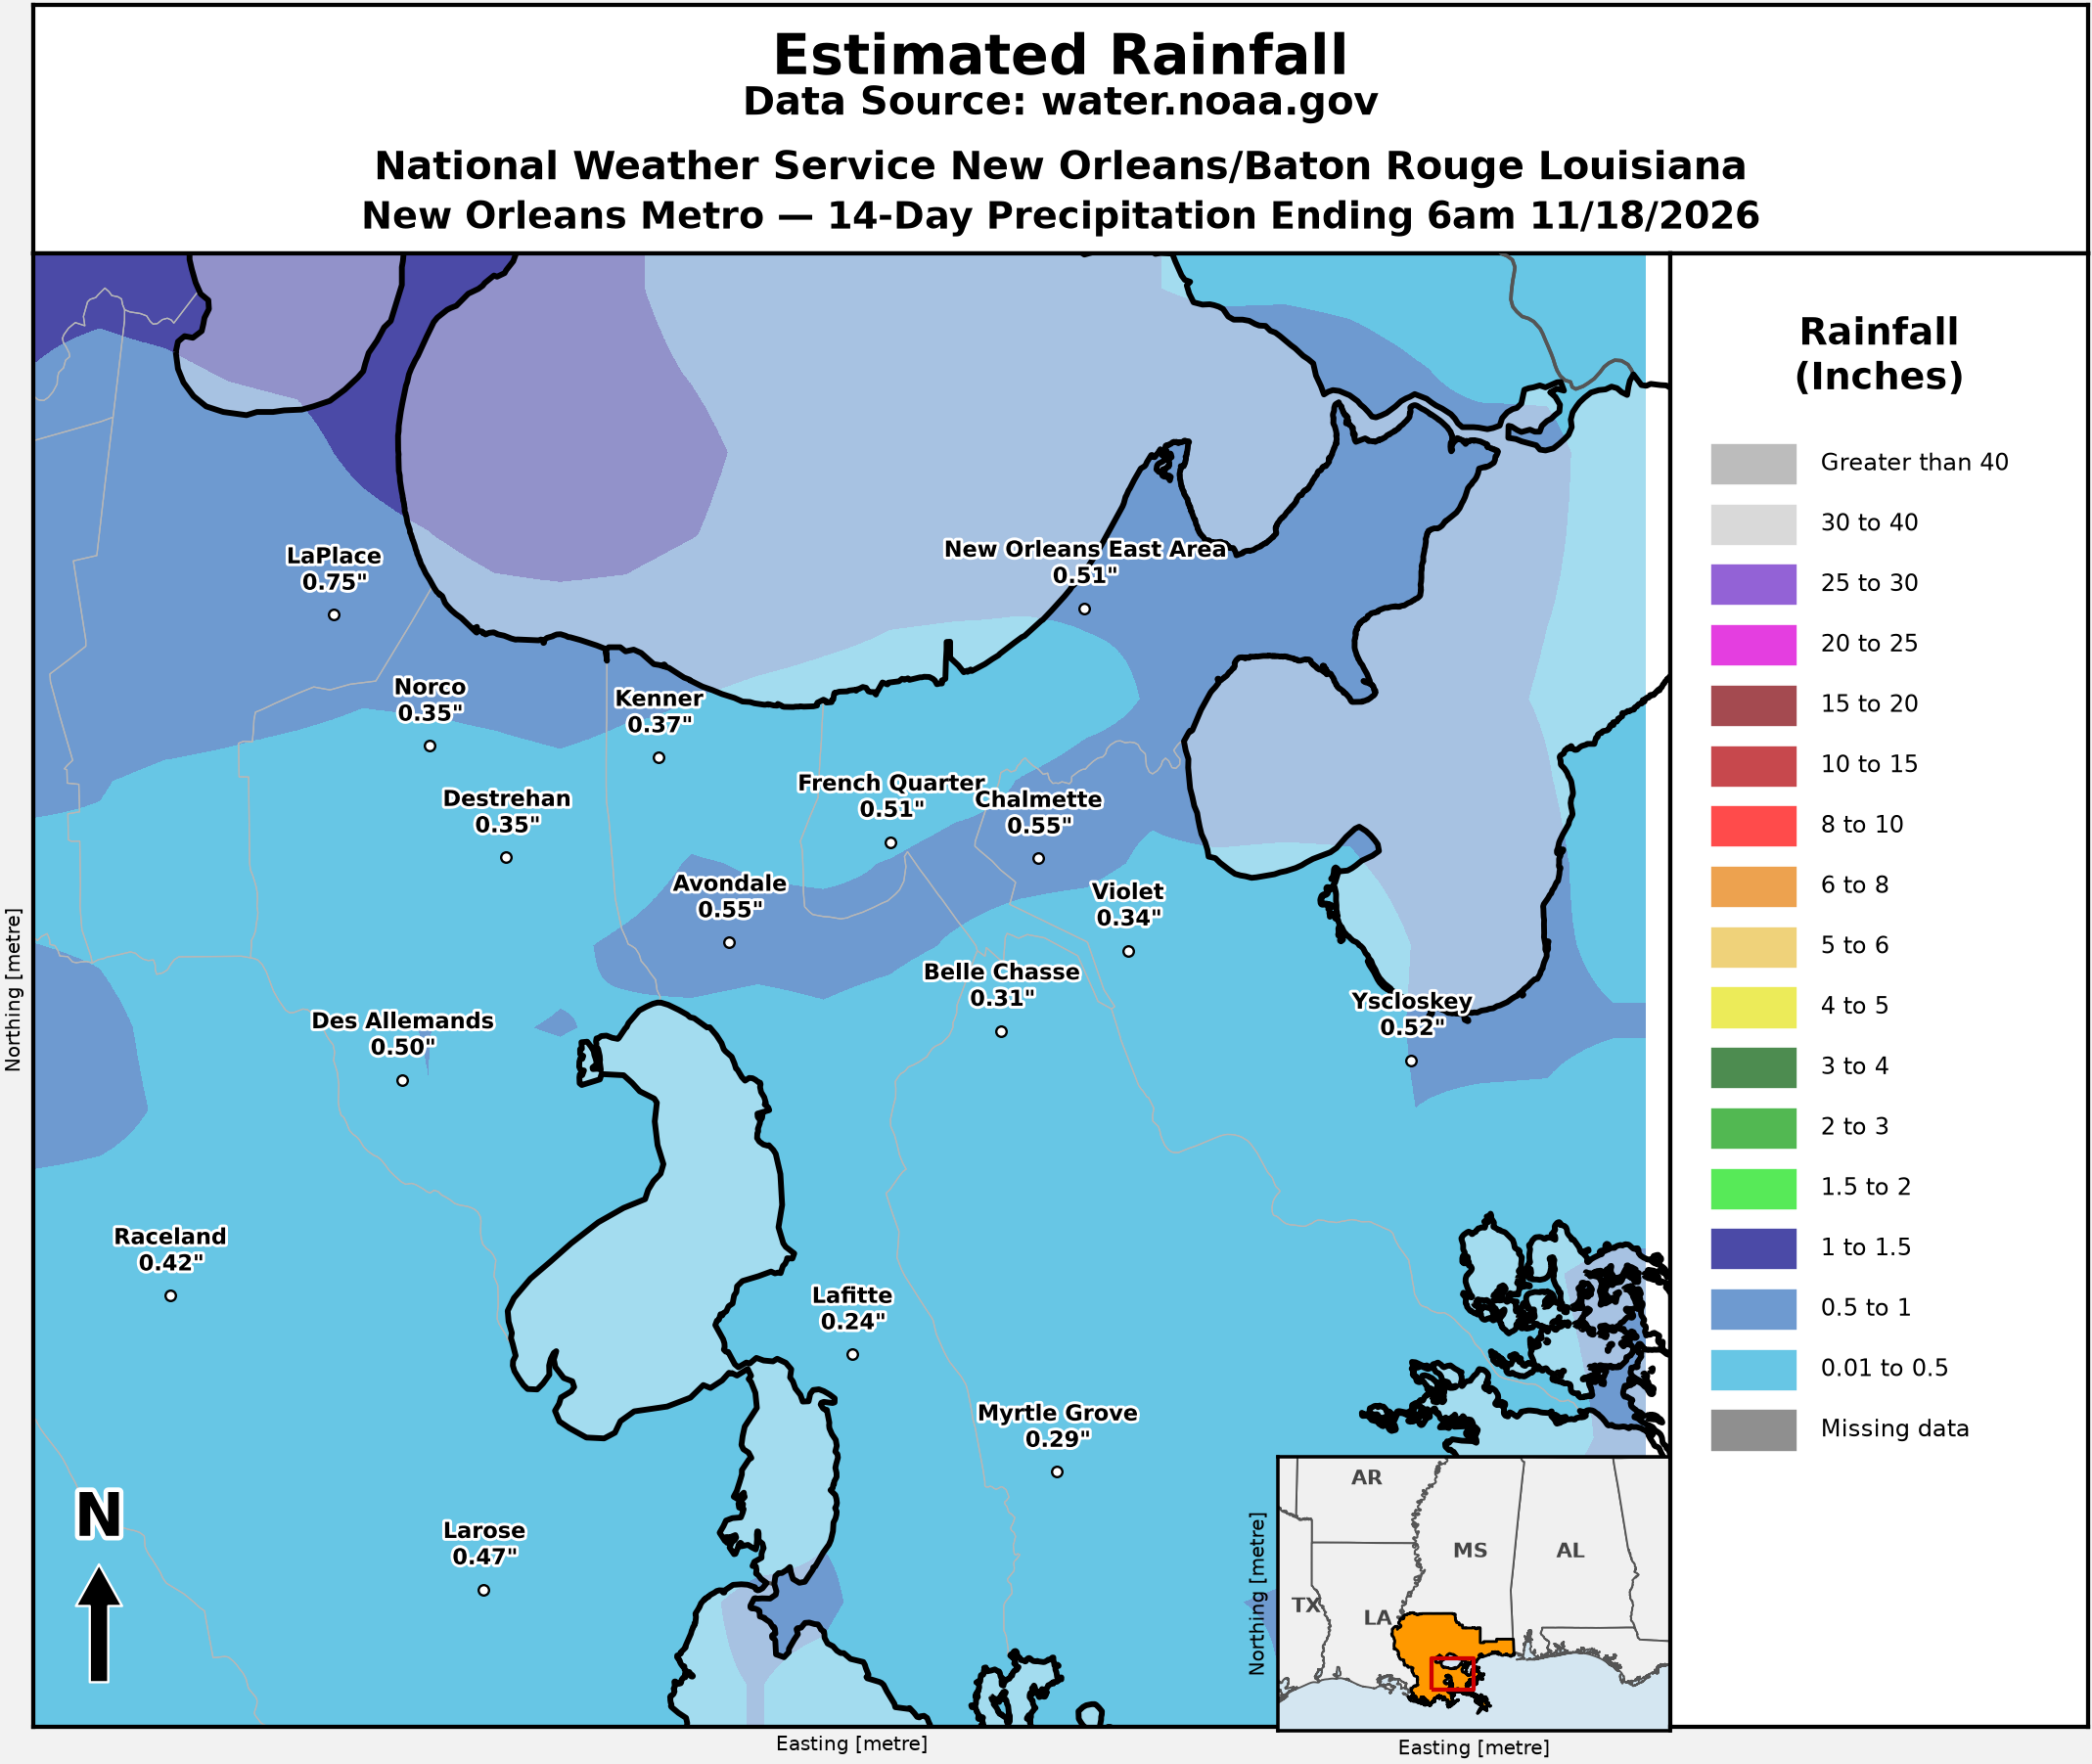 Estimated Rainfall
Data Source: water.noaa.gov
National Weather Service New Orleans/Baton Rouge Louisiana
New Orleans Metro — 14-Day Precipitation Ending 6am 11/18/2026
Rainfall
(Inches)
Greater than 40
30 to 40
25 to 30
20 to 25
15 to 20
10 to 15
8 to 10
6 to 8
5 to 6
4 to 5
3 to 4
2 to 3
1.5 to 2
1 to 1.5
0.5 to 1
0.01 to 0.5
Missing data
LaPlace
0.75"
New Orleans East Area
0.51"
Norco
0.35"
Kenner
0.37"
Destrehan
0.35"
French Quarter
0.51"
Chalmette
0.55"
Avondale
0.55"
Violet
0.34"
Belle Chasse
0.31"
Yscloskey
0.52"
Des Allemands
0.50"
Raceland
0.42"
Lafitte
0.24"
Myrtle Grove
0.29"
Larose
0.47"
N
AR
MS
AL
TX
LA
Northing [metre]
Northing [metre]
Easting [metre]
Easting [metre]